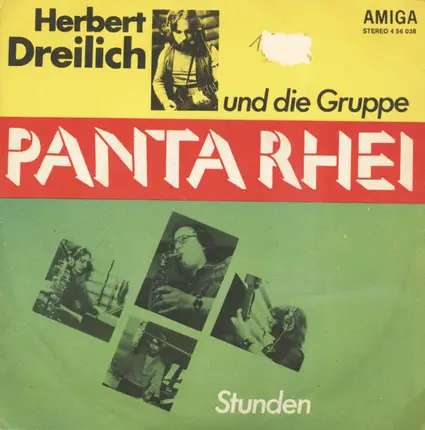 Herbert
Dreilich
AMIGA
STEREO 4 56 038
und die Gruppe
PANTA RHEI
Stunden